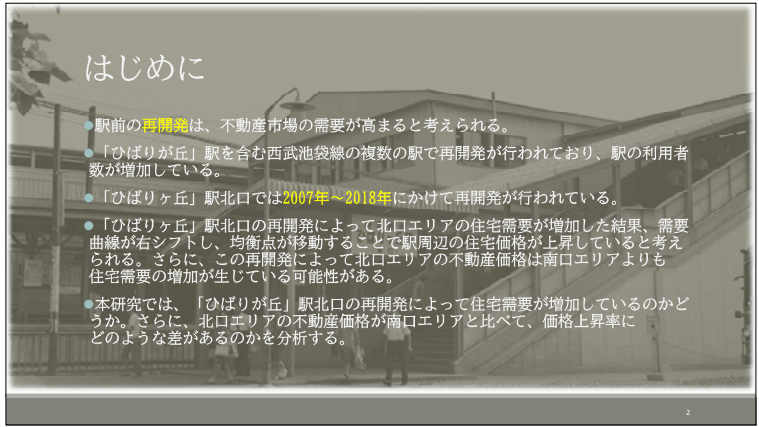 はじめに
●駅前の再開発は、不動産市場の需要が高まると考えられる。
●「ひばりが丘」駅を含む西武池袋線の複数の駅で再開発が行われており、駅の利用者
数が増加している。
●「ひばりヶ丘」駅北口では2007年～2018年にかけて再開発が行われている。
●「ひばりヶ丘」駅北口の再開発によって北口エリアの住宅需要が増加した結果、需要
曲線が右シフトし、均衡点が移動することで駅周辺の住宅価格が上昇していると考え
られる。さらに、この再開発によって北口エリアの不動産価格は南口エリアよりも
住宅需要の増加が生じている可能性がある。
●本研究では、「ひばりが丘」駅北口の再開発によって住宅需要が増加しているのかど
うか。さらに、北口エリアの不動産価格が南口エリアと比べて、価格上昇率に
どのような差があるのかを分析する。
2